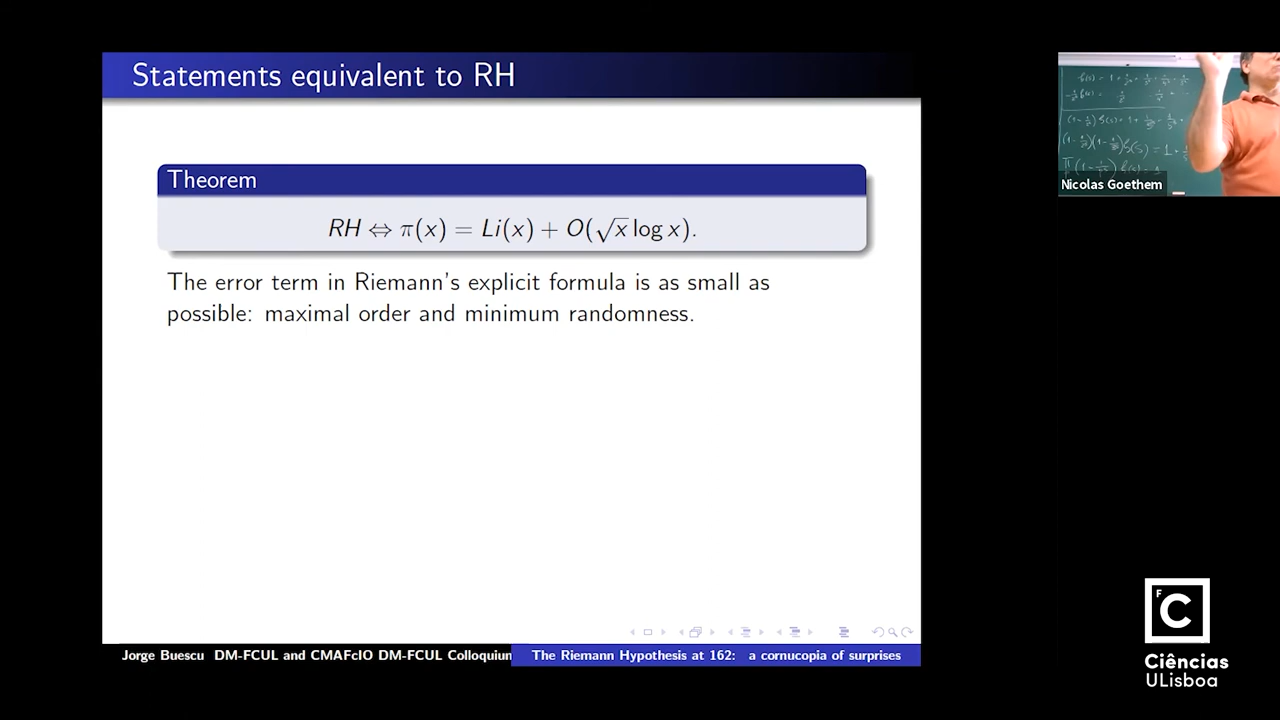 Statements equivalent to RH
Theorem
RH ⇔ π(x) = Li(x) + O(√x log x).
The error term in Riemann's explicit formula is as small as
possible: maximal order and minimum randomness.
Jorge Buescu DM-FCUL and CMAFcIO DM-FCUL Colloquium
The Riemann Hypothesis at 162: a cornucopia of surprises
Nicolas Goethem
F
C
Ciências
ULisboa